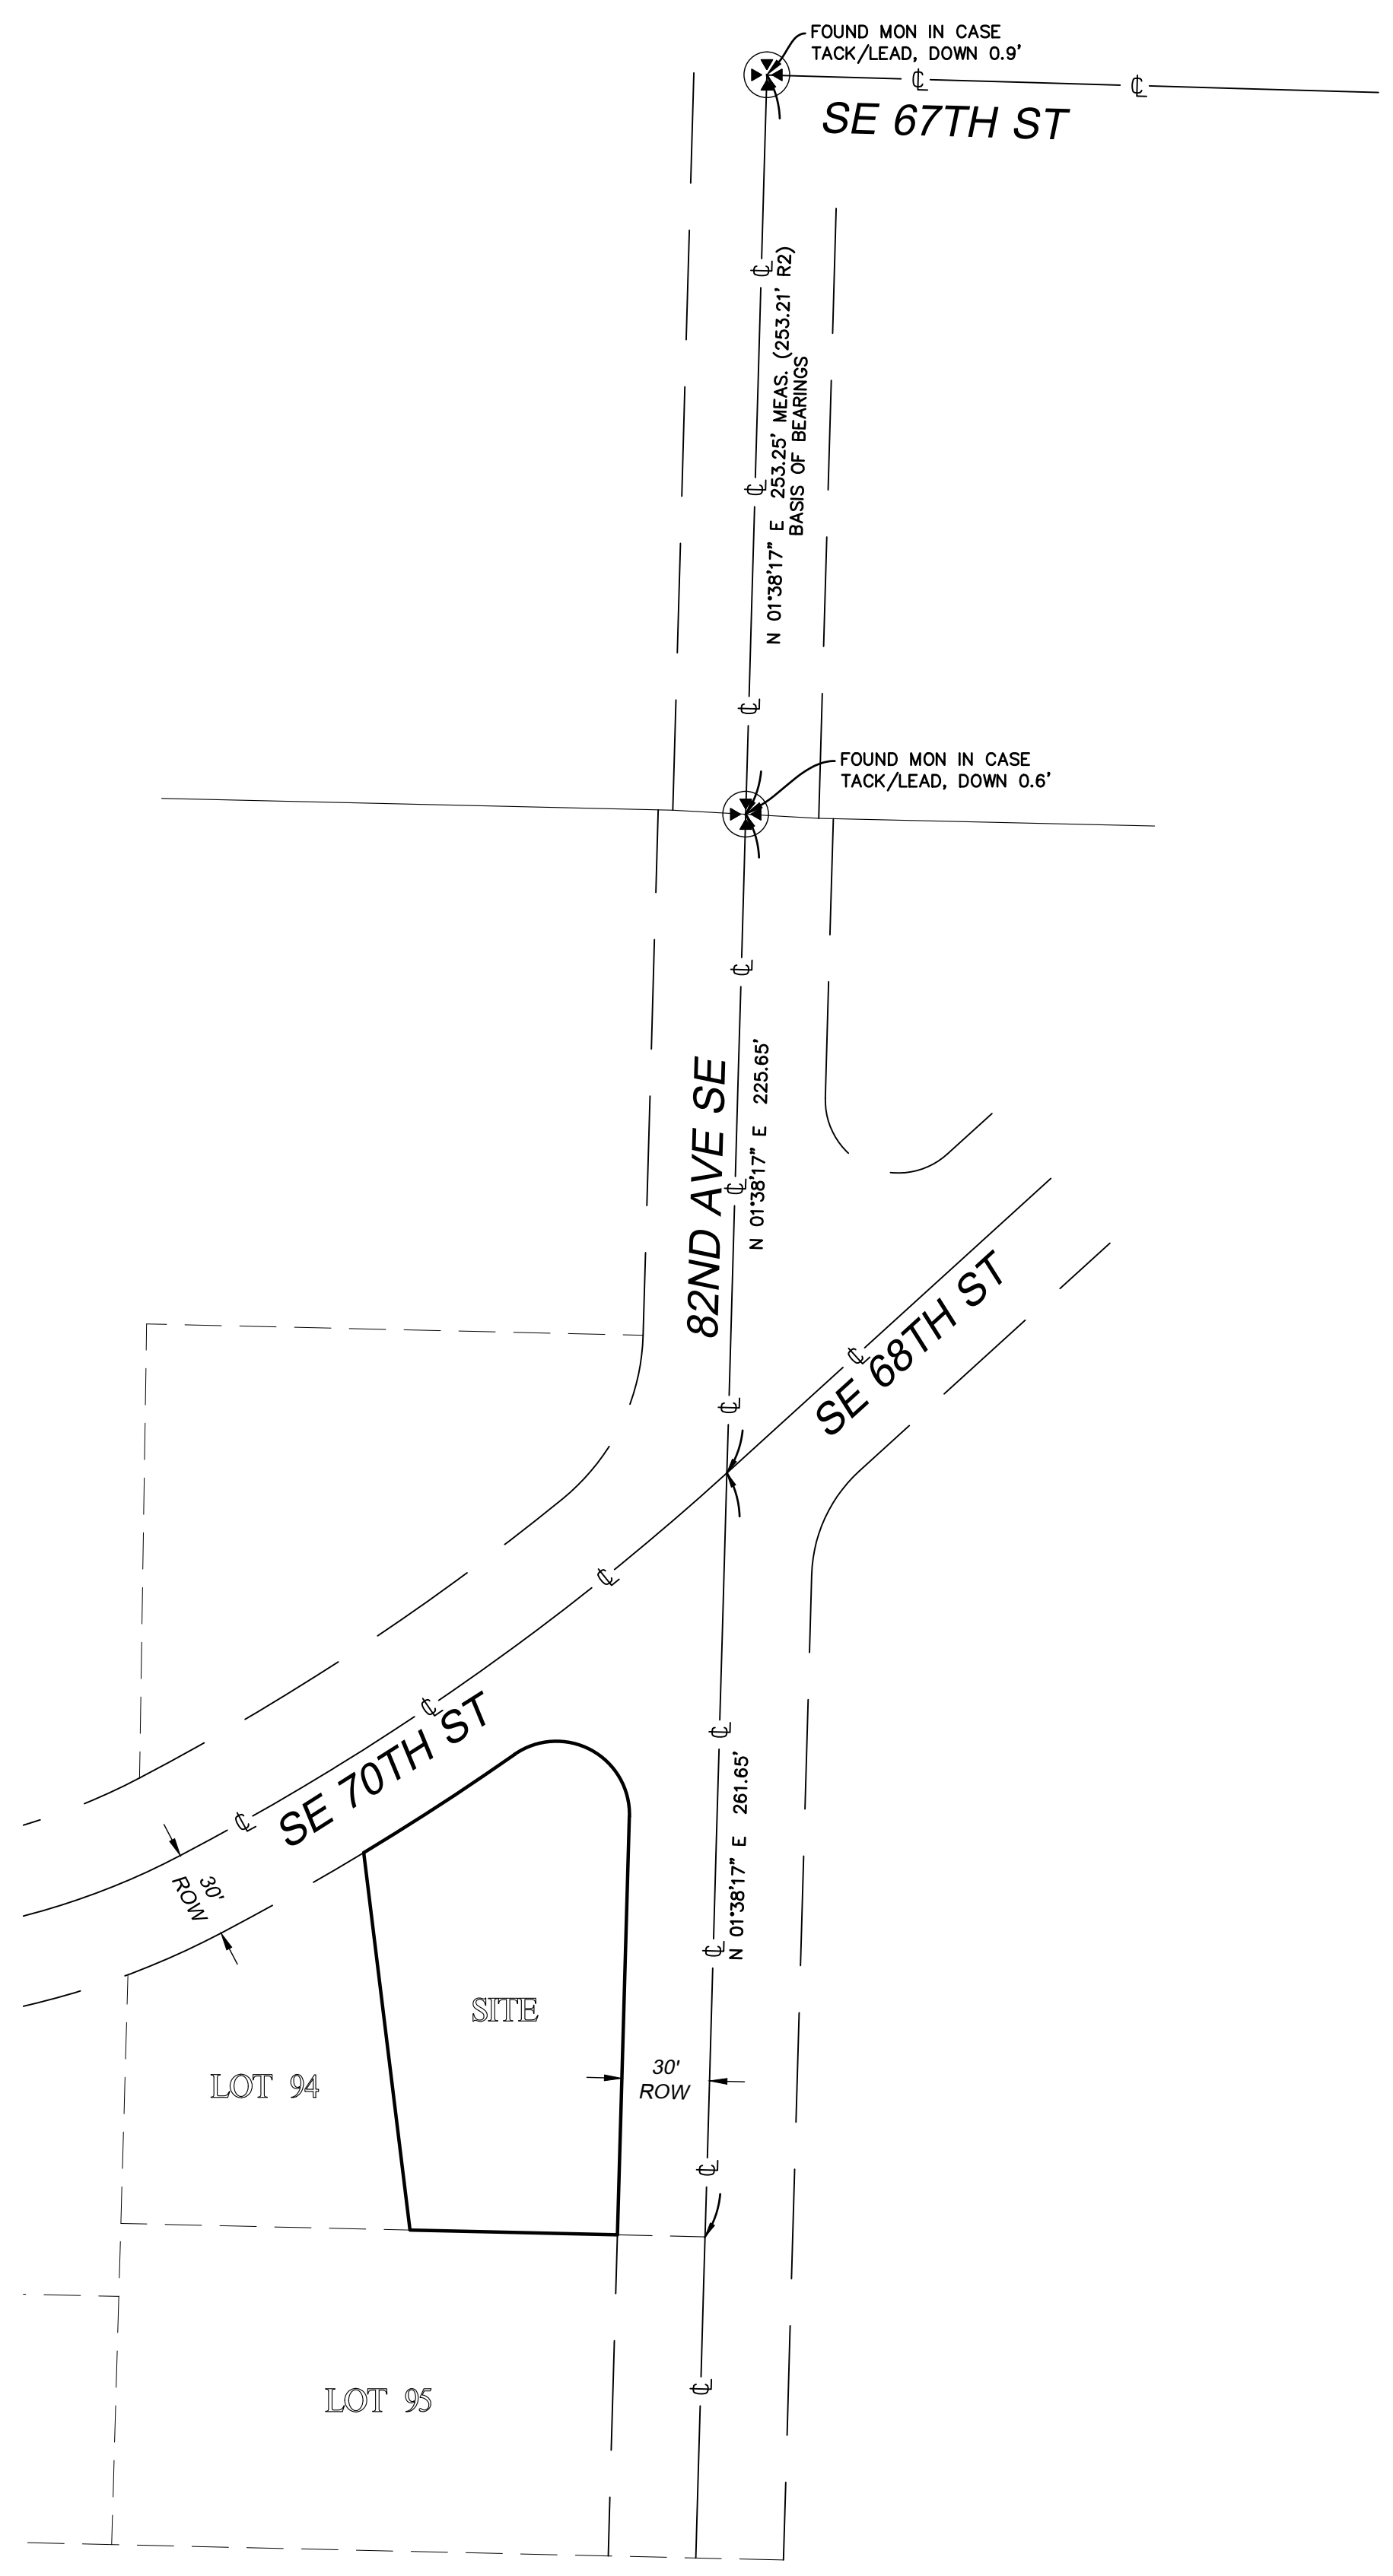 FOUND MON IN CASE
TACK/LEAD, DOWN 0.9'
SE 67TH ST
N 01°38'17" E 253.25' MEAS. (253.21' R2)
BASIS OF BEARINGS
FOUND MON IN CASE
TACK/LEAD, DOWN 0.6'
82ND AVE SE
N 01°38'17" E 225.65'
SE 68TH ST
SE 70TH ST
N 01°38'17" E 261.65'
30'
ROW
SITE
30'
ROW
LOT 94
LOT 95